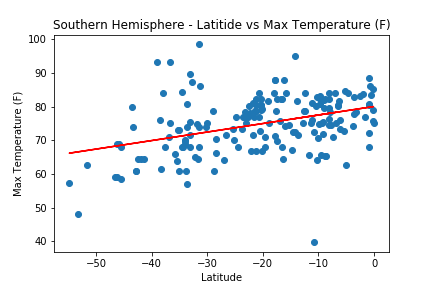 Southern Hemisphere - Latitide vs Max Temperature (F)
100
90
80
70
60
50
40
Max Temperature (F)
−50 −40 −30 −20 −10 0
Latitude